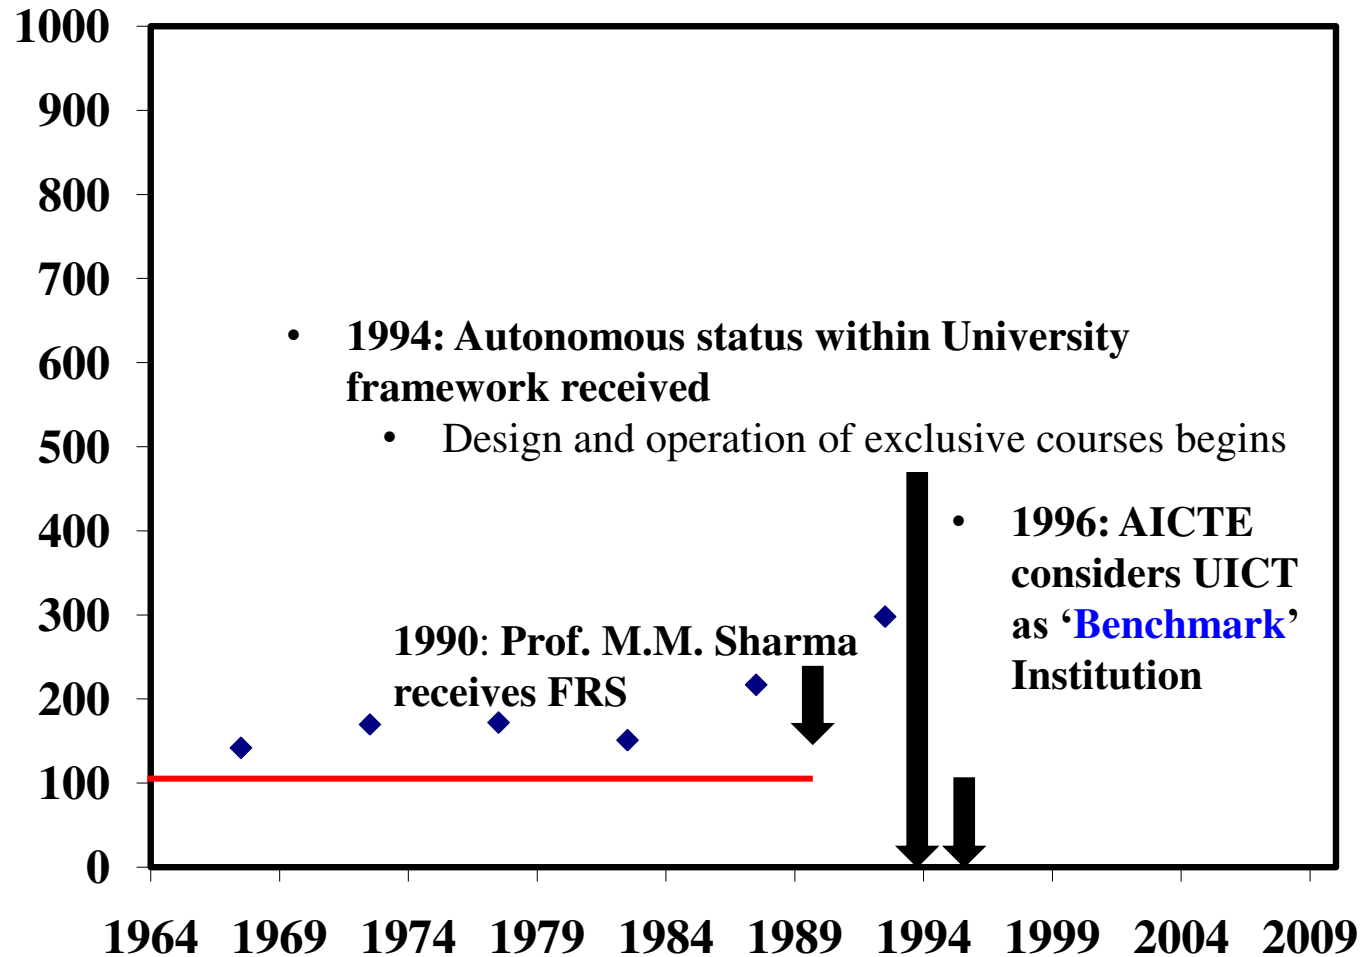 1000
900
800
700
600
500
400
300
200
100
0
• 1994: Autonomous status within University
framework received
• Design and operation of exclusive courses begins
• 1996: AICTE
considers UICT
as ‘Benchmark’
Institution
1990: Prof. M.M. Sharma
receives FRS
1964 1969 1974 1979 1984 1989 1994 1999 2004 2009